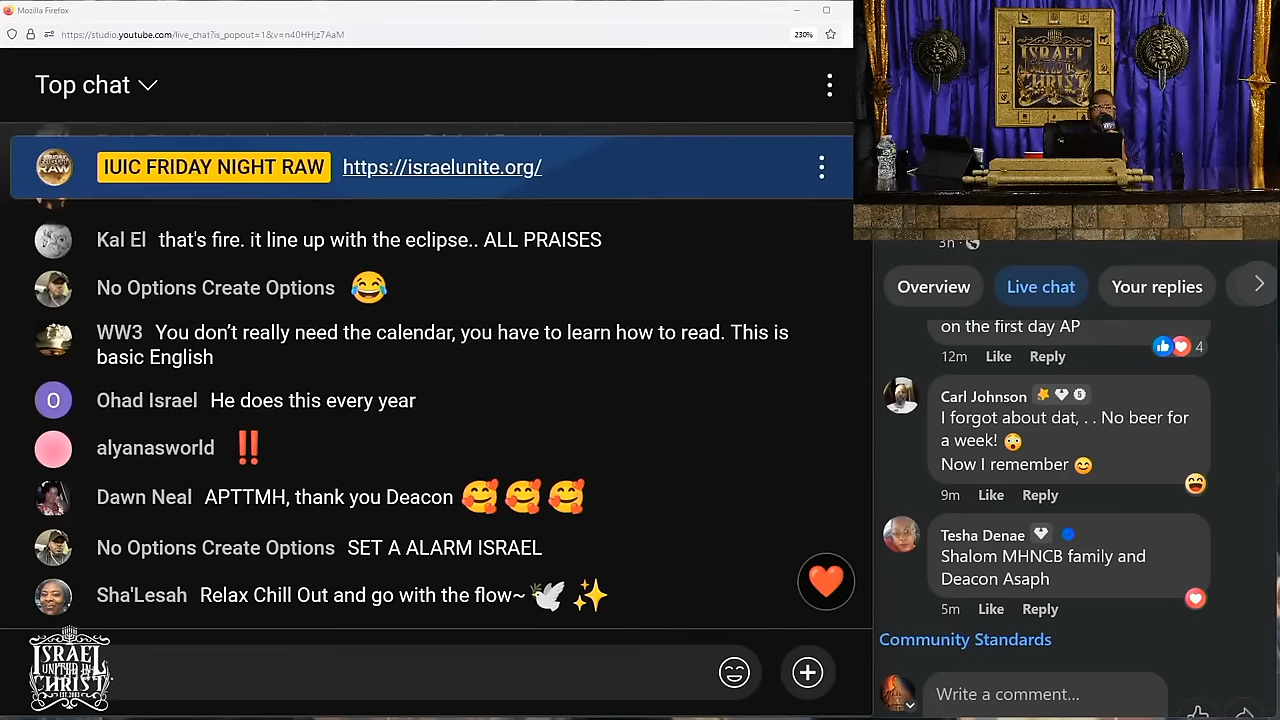 Mozilla Firefox
https://studio.youtube.com/live_chat?is_popout=1&v=n40HHjz7AaM
230%
Top chat
IUIC FRIDAY NIGHT RAW https://israelunite.org/
Kal El that's fire. it line up with the eclipse.. ALL PRAISES
No Options Create Options 😂
WW3 You don’t really need the calendar, you have to learn how to read. This is
basic English
O
Ohad Israel He does this every year
alyanasworld ‼️
Dawn Neal APTTMH, thank you Deacon 🥰 🥰 🥰
No Options Create Options SET A ALARM ISRAEL
Sha'Lesah Relax Chill Out and go with the flow~ 🕊️ ✨
ISRAEL
UNITED IN
CHRIST
EST. 2003
ISRAEL
UNITED IN
CHRIST
3h
Overview
Live chat
Your replies
on the first day AP
12m Like Reply
4
Carl Johnson
I forgot about dat, . . No beer for
a week! 😳
Now I remember 😊
9m Like Reply
Tesha Denae
Shalom MHNCB family and
Deacon Asaph
5m Like Reply
Community Standards
Write a comment...